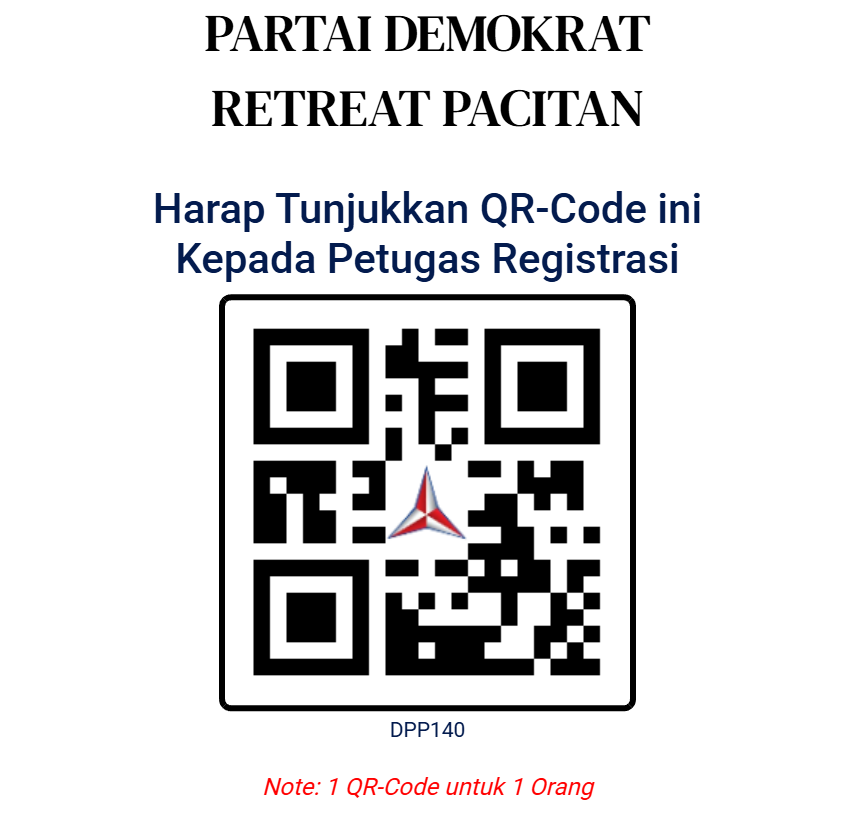 PARTAI DEMOKRAT
RETREAT PACITAN
Harap Tunjukkan QR-Code ini
Kepada Petugas Registrasi
DPP140
Note: 1 QR-Code untuk 1 Orang